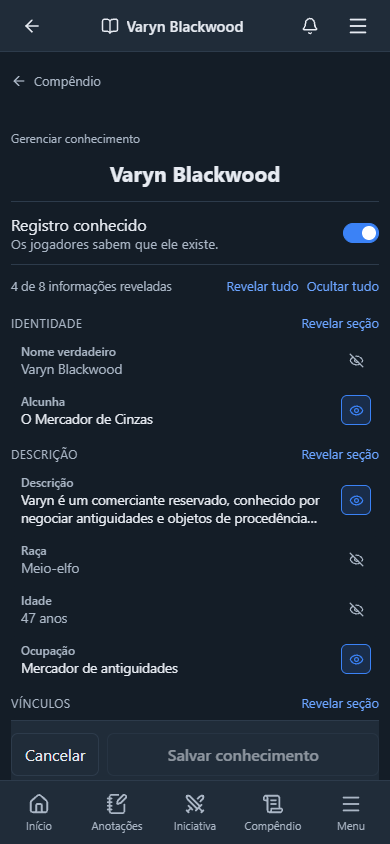 Varyn Blackwood
Compêndio
Gerenciar conhecimento
Varyn Blackwood
Registro conhecido
Os jogadores sabem que ele existe.
4 de 8 informações reveladas
Revelar tudo
Ocultar tudo
IDENTIDADE
Revelar seção
Nome verdadeiro
Varyn Blackwood
Alcunha
O Mercador de Cinzas
DESCRIÇÃO
Revelar seção
Descrição
Varyn é um comerciante reservado, conhecido por
negociar antiguidades e objetos de procedência...
Raça
Meio-elfo
Idade
47 anos
Ocupação
Mercador de antiguidades
VÍNCULOS
Revelar seção
Cancelar
Salvar conhecimento
Início
Anotações
Iniciativa
Compêndio
Menu